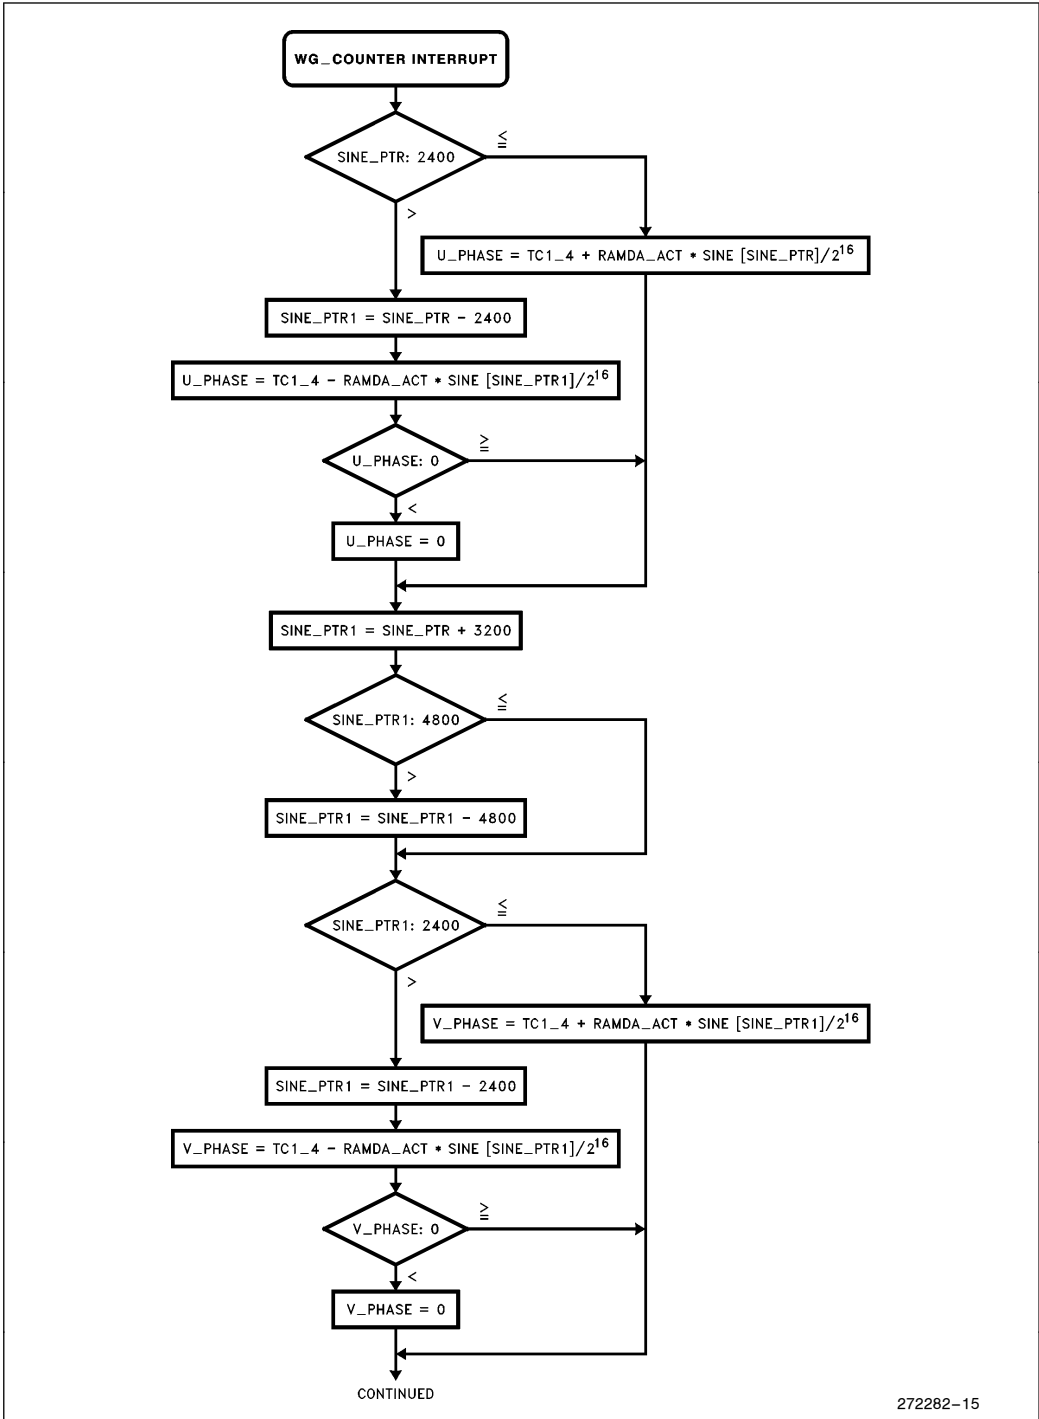 WG_COUNTER INTERRUPT
SINE_PTR: 2400
≦
>
U_PHASE = TC1_4 + RAMDA_ACT * SINE [SINE_PTR]/2^16
SINE_PTR1 = SINE_PTR - 2400
U_PHASE = TC1_4 - RAMDA_ACT * SINE [SINE_PTR1]/2^16
U_PHASE: 0
≧
<
U_PHASE = 0
SINE_PTR1 = SINE_PTR + 3200
SINE_PTR1: 4800
≦
>
SINE_PTR1 = SINE_PTR1 - 4800
SINE_PTR1: 2400
≦
>
V_PHASE = TC1_4 + RAMDA_ACT * SINE [SINE_PTR1]/2^16
SINE_PTR1 = SINE_PTR1 - 2400
V_PHASE = TC1_4 - RAMDA_ACT * SINE [SINE_PTR1]/2^16
V_PHASE: 0
≧
<
V_PHASE = 0
CONTINUED
272282-15